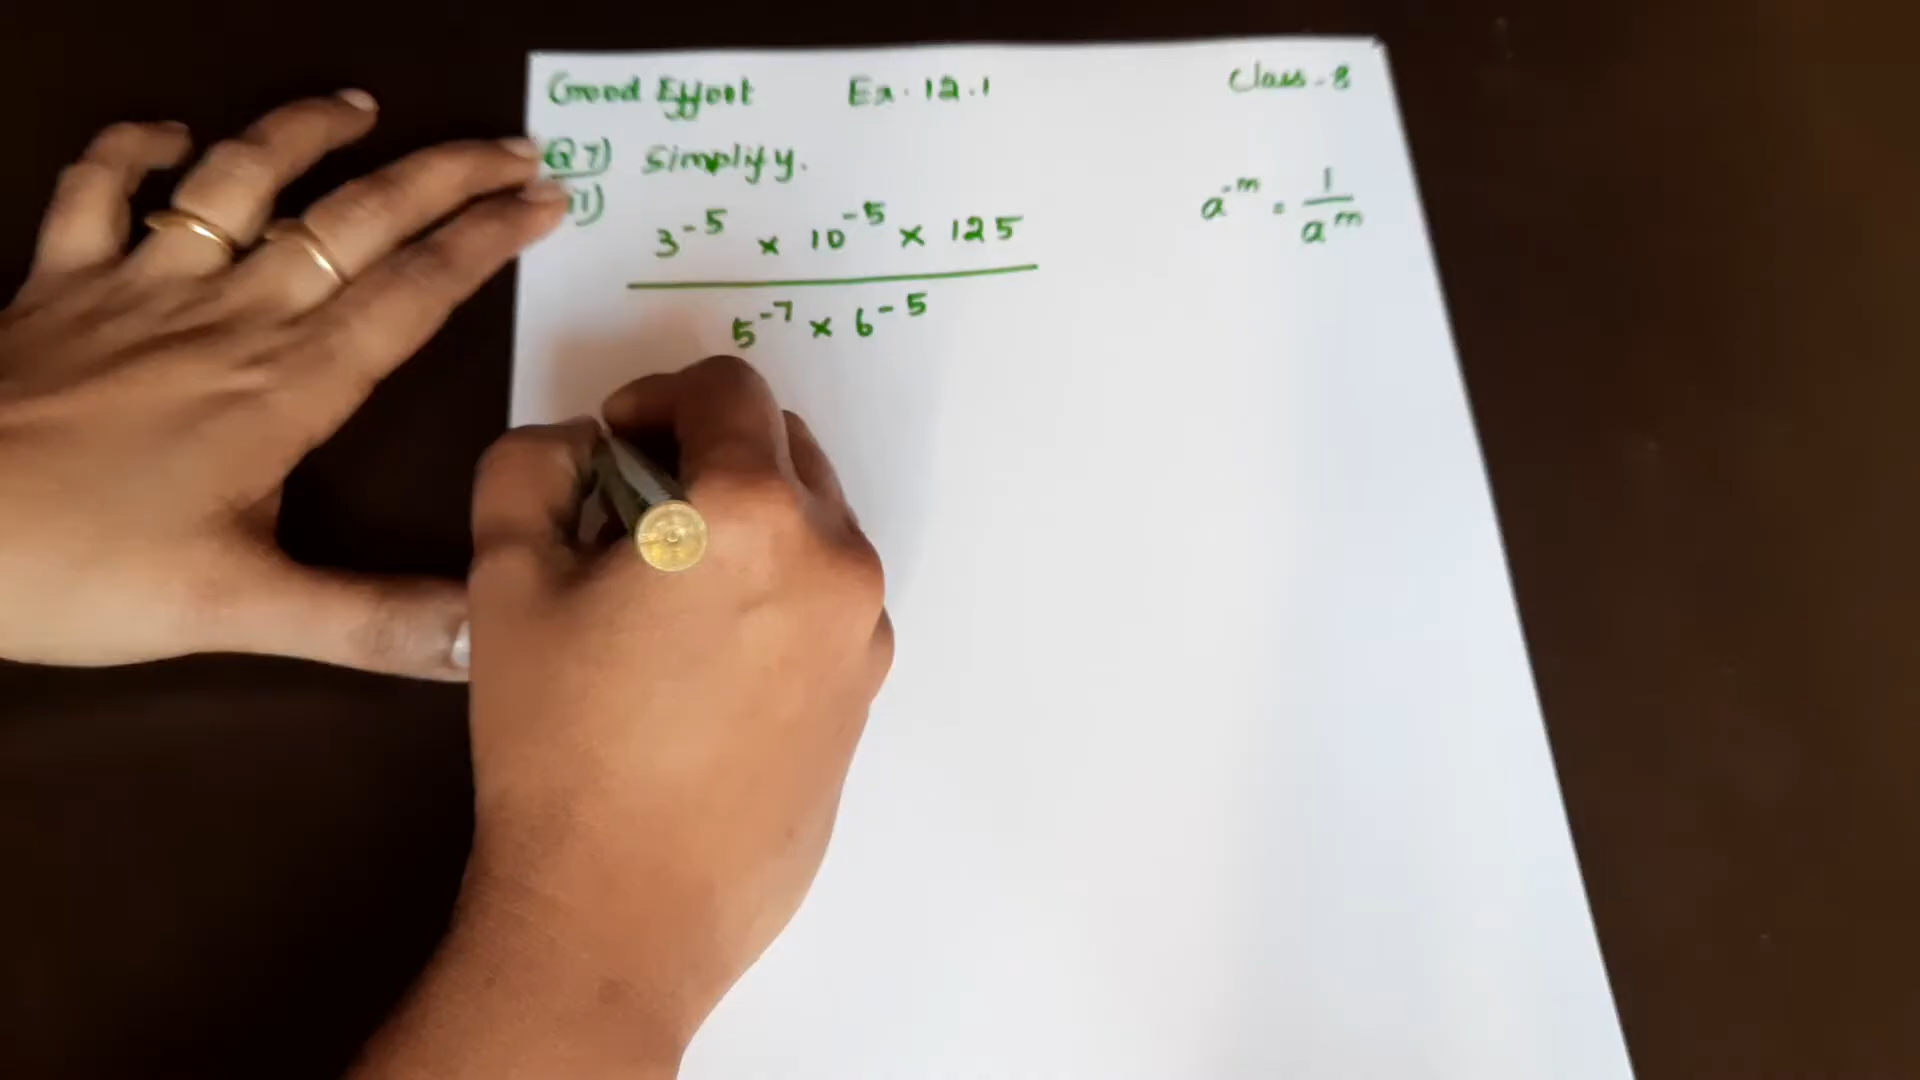 Good Effort Ex. 12.1 Class-8
Q7) Simplify.
3^-5 × 10^-5 × 125
5^-7 × 6^-5
a^-m = 1/a^m